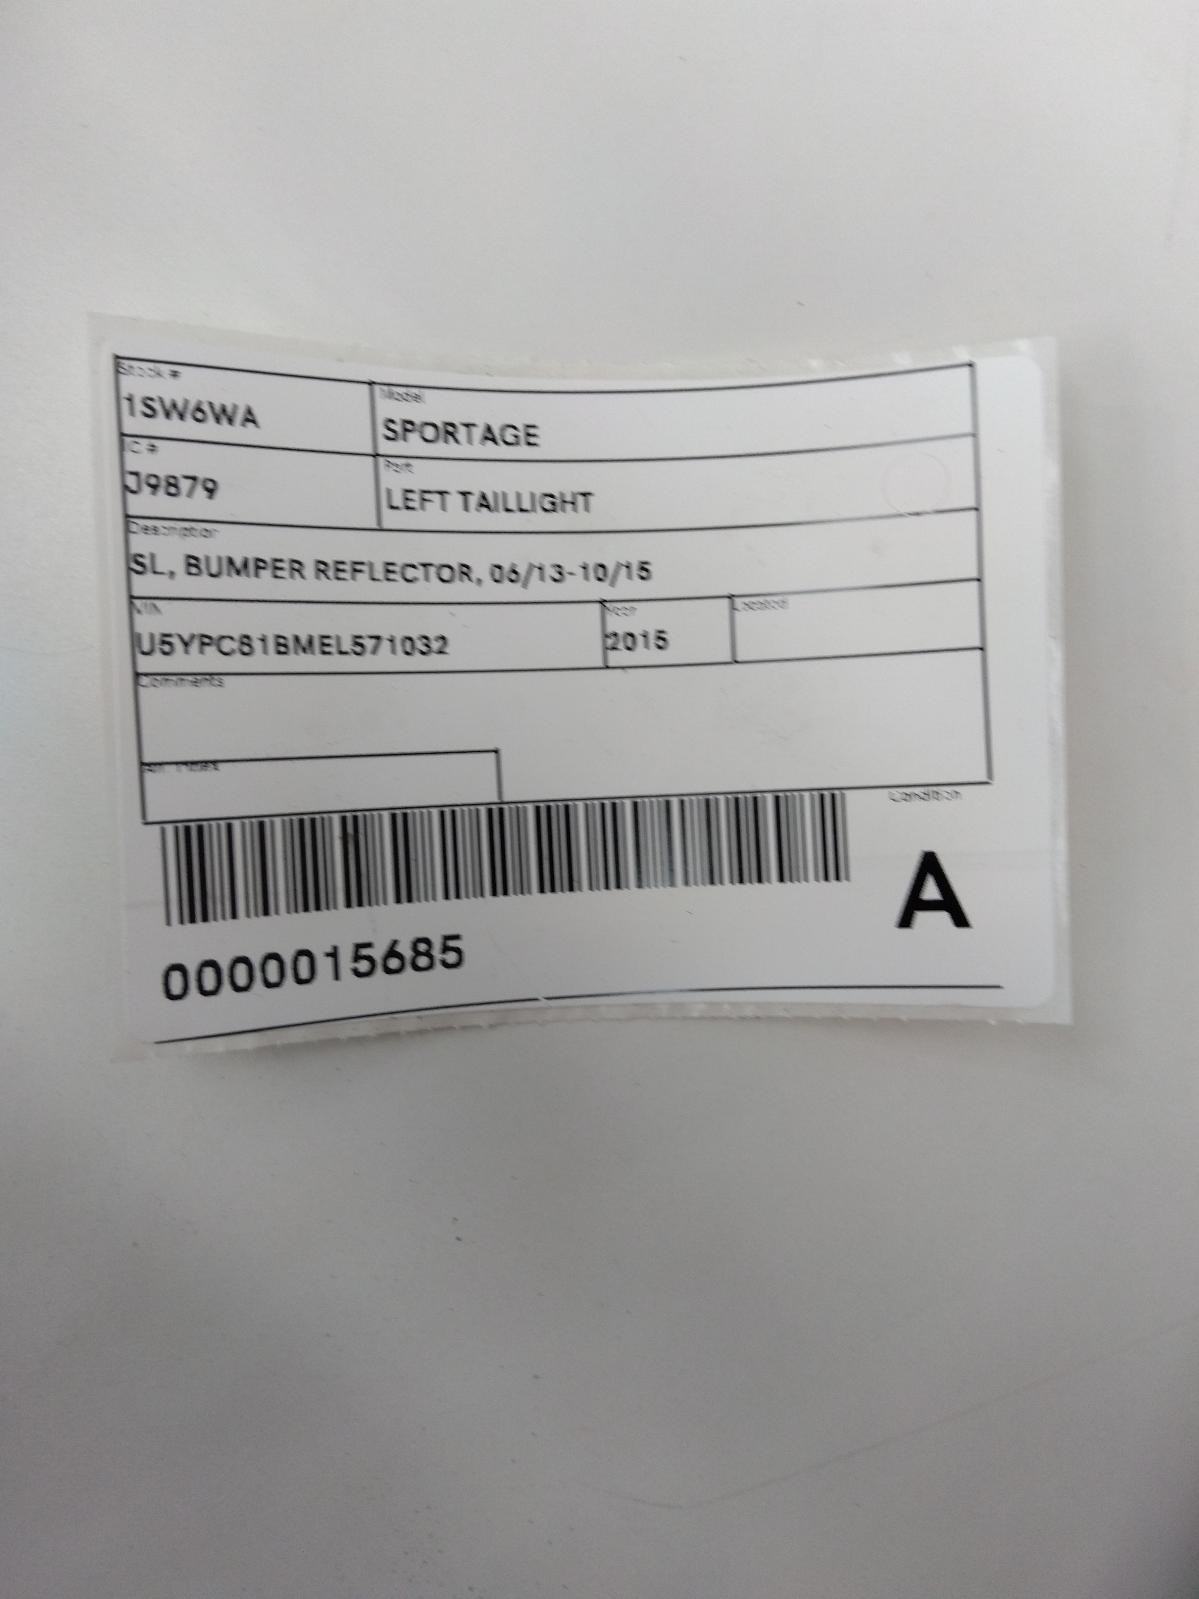 Stock #
1SW6WA
Model
SPORTAGE
IC #
J9879
Part
LEFT TAILLIGHT
Description
SL, BUMPER REFLECTOR, 06/13-10/15
VIN
U5YPC81BMEL571032
Year
2015
Located
Comments
Condition
A
0000015685